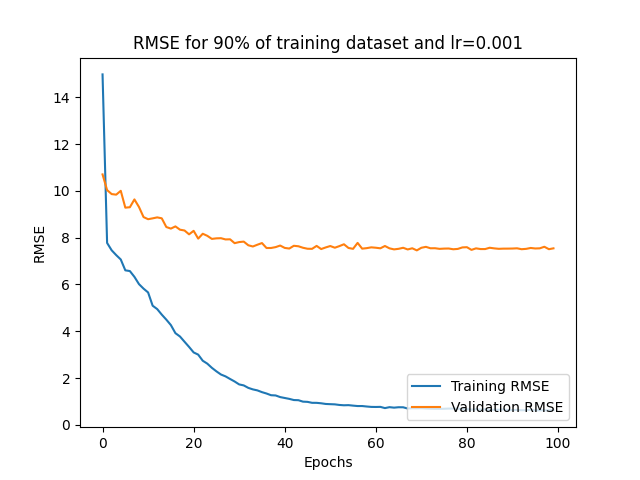 RMSE for 90% of training dataset and lr=0.001
14
12
10
8
6
4
2
0
RMSE
0
20
40
60
80
100
Epochs
Training RMSE
Validation RMSE